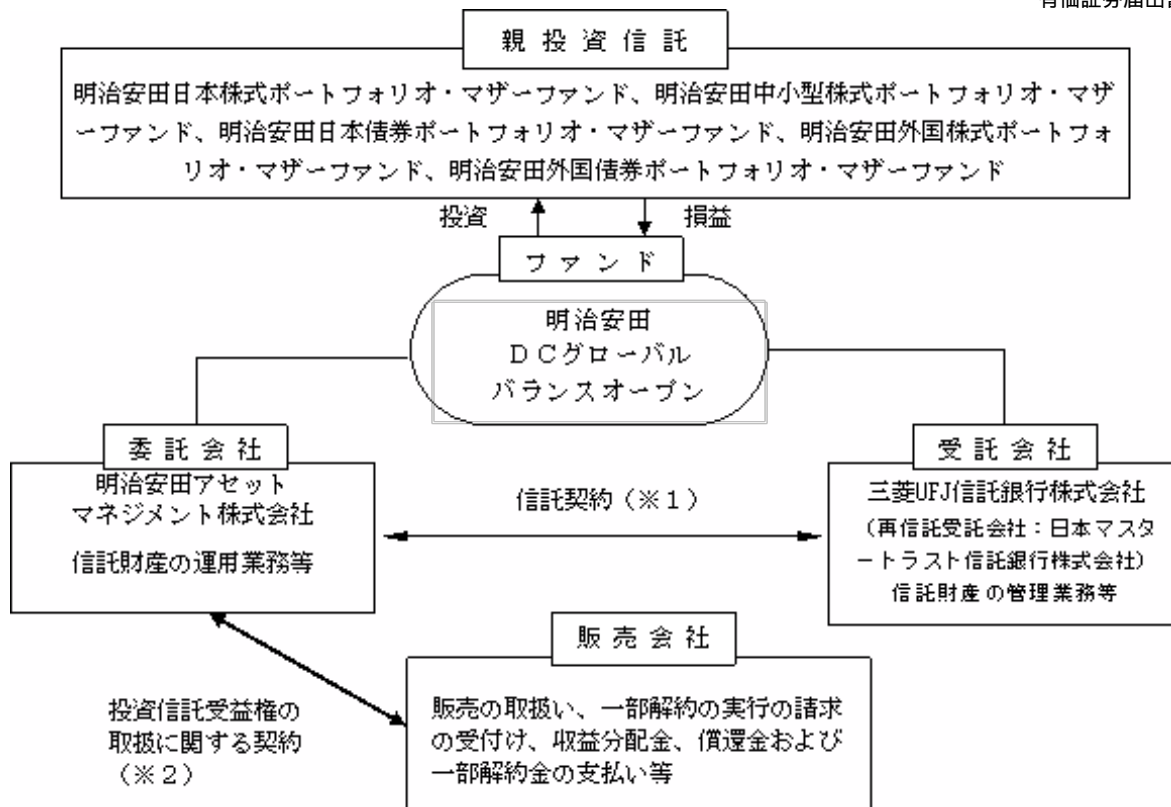 有価証券届出書
親投資信託
明治安田日本株式ポートフォリオ・マザーファンド、明治安田中小型株式ポートフォリオ・マザ
ーファンド、明治安田日本債券ポートフォリオ・マザーファンド、明治安田外国株式ポートフォ
リオ・マザーファンド、明治安田外国債券ポートフォリオ・マザーファンド
投資
損益
ファンド
明治安田
ＤＣグローバル
バランスオープン
委託会社
明治安田アセット
マネジメント株式会社
信託財産の運用業務等
信託契約（※１）
受託会社
三菱UFJ信託銀行株式会社
（再信託受託会社：日本マスタ
ートラスト信託銀行株式会社）
信託財産の管理業務等
投資信託受益権の
取扱に関する契約
（※２）
販売会社
販売の取扱い、一部解約の実行の請求
の受付け、収益分配金、償還金および
一部解約金の支払い等